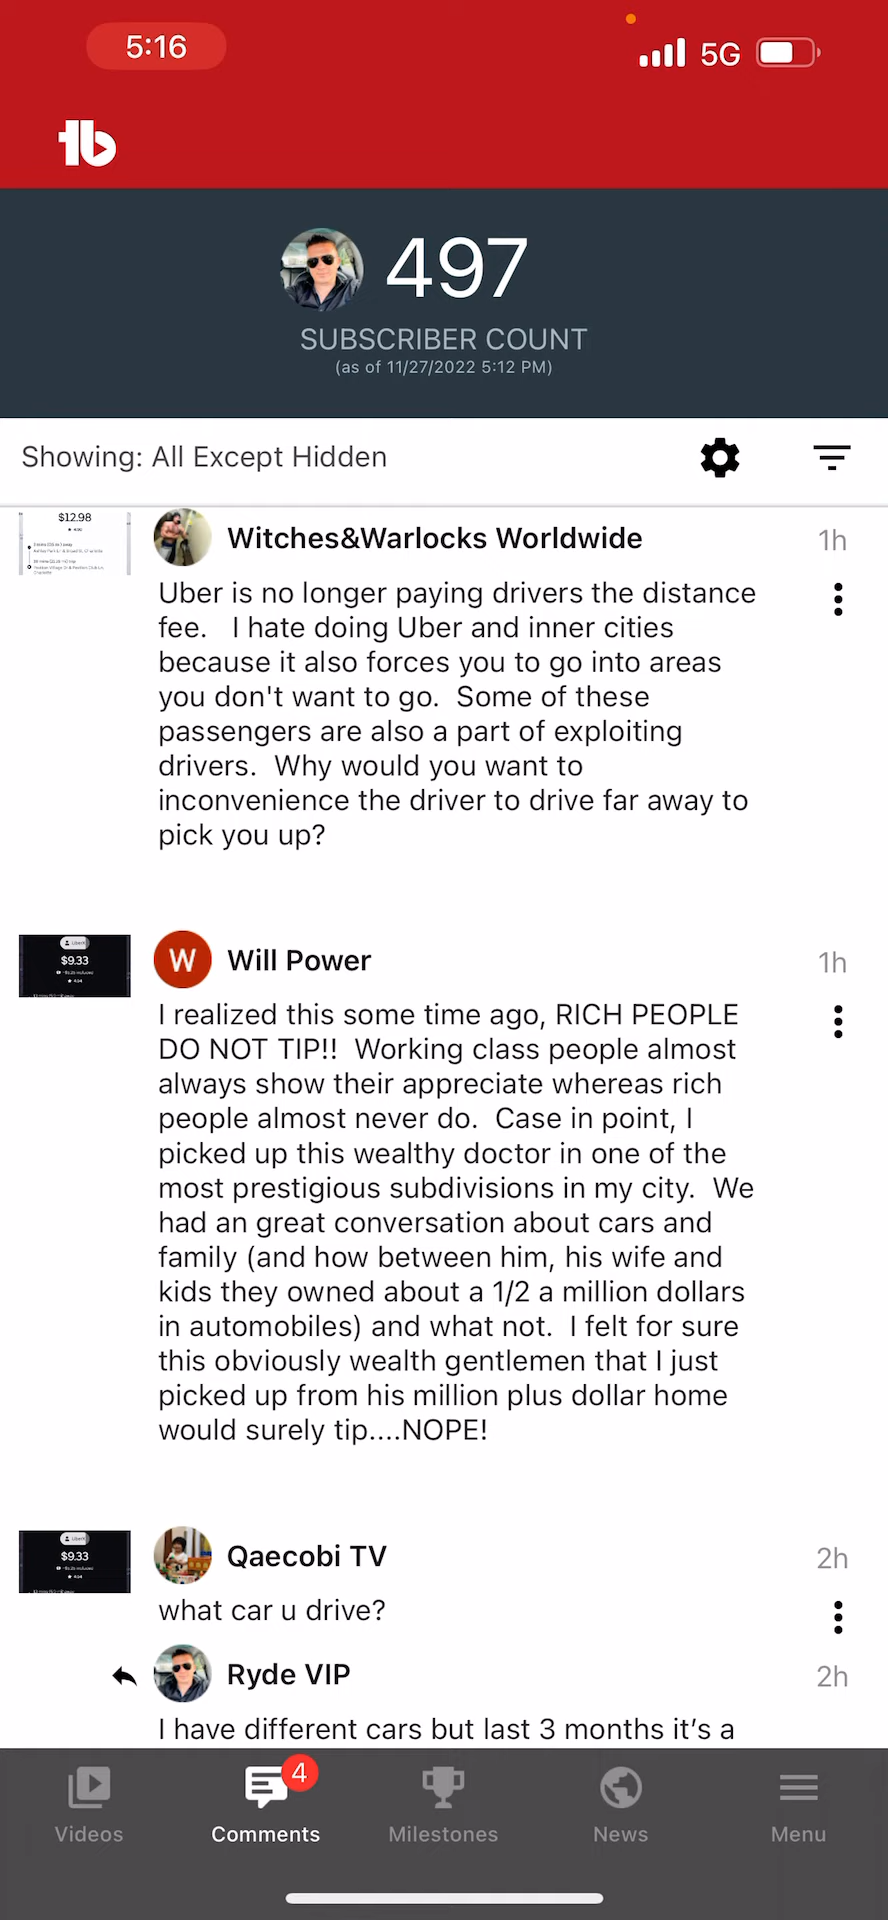 5:16
5G
tb
497
SUBSCRIBER COUNT
(as of 11/27/2022 5:12 PM)
Showing: All Except Hidden
$12.98
Witches&Warlocks Worldwide
1h
Uber is no longer paying drivers the distance
fee.   I hate doing Uber and inner cities
because it also forces you to go into areas
you don't want to go.  Some of these
passengers are also a part of exploiting
drivers.  Why would you want to
inconvenience the driver to drive far away to
pick you up?
$9.33
W
Will Power
1h
I realized this some time ago, RICH PEOPLE
DO NOT TIP!!  Working class people almost
always show their appreciate whereas rich
people almost never do.  Case in point, I
picked up this wealthy doctor in one of the
most prestigious subdivisions in my city.  We
had an great conversation about cars and
family (and how between him, his wife and
kids they owned about a 1/2 a million dollars
in automobiles) and what not.  I felt for sure
this obviously wealth gentlemen that I just
picked up from his million plus dollar home
would surely tip....NOPE!
$9.33
Qaecobi TV
2h
what car u drive?
Ryde VIP
2h
I have different cars but last 3 months it’s a
4
Videos
Comments
Milestones
News
Menu